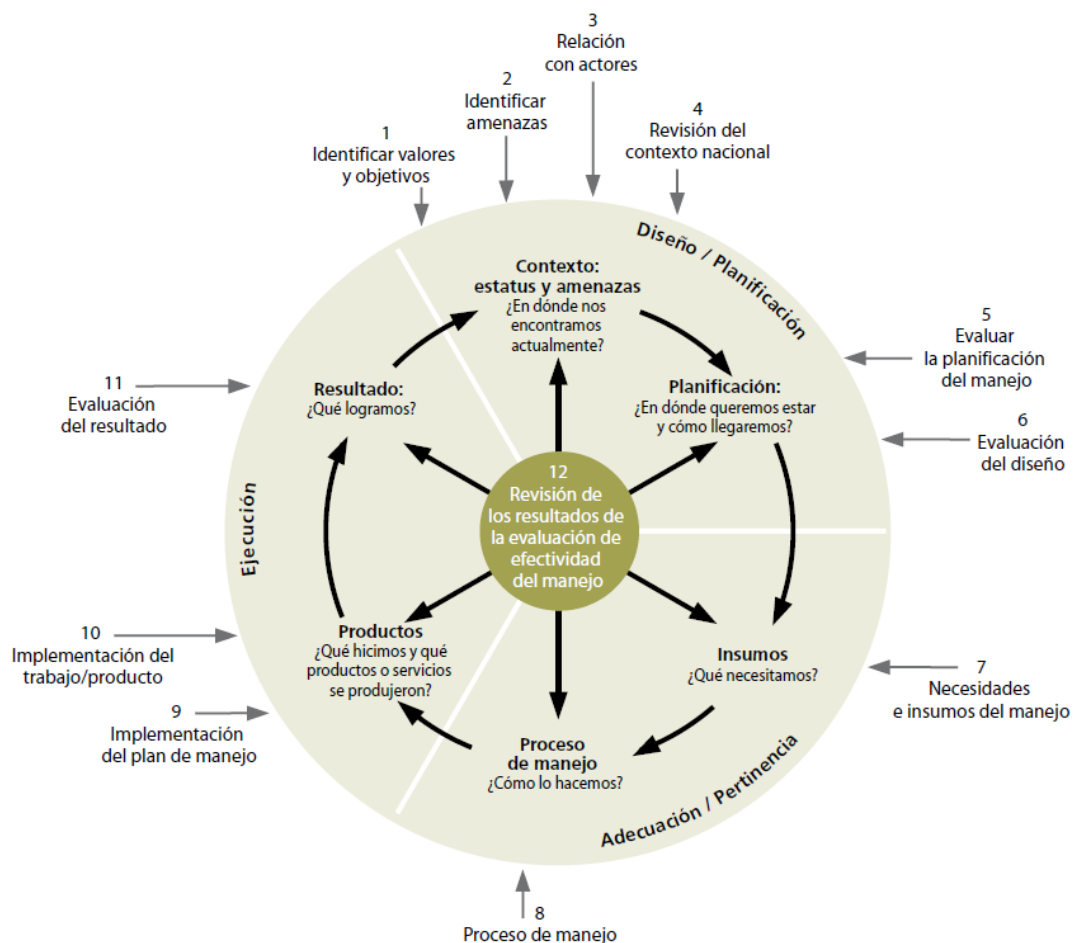 3
Relación
con actores
2
Identificar
amenazas
4
Revisión del
contexto nacional
1
Identificar valores
y objetivos
Diseño / Planificación
Contexto:
estatus y amenazas
¿En dónde nos
encontramos
actualmente?
5
Evaluar
la planificación
del manejo
11
Evaluación
del resultado
Resultado:
¿Qué logramos?
Planificación:
¿En dónde queremos estar
y cómo llegaremos?
6
Evaluación
del diseño
12
Revisión de
los resultados de
la evaluación de
efectividad
del manejo
Ejecución
10
Implementación del
trabajo/producto
Productos
¿Qué hicimos y qué
productos o servicios
se produjeron?
Insumos
¿Qué necesitamos?
7
Necesidades
e insumos del manejo
9
Implementación
del plan de manejo
Proceso
de manejo
¿Cómo lo hacemos?
Adecuación / Pertinencia
8
Proceso de manejo